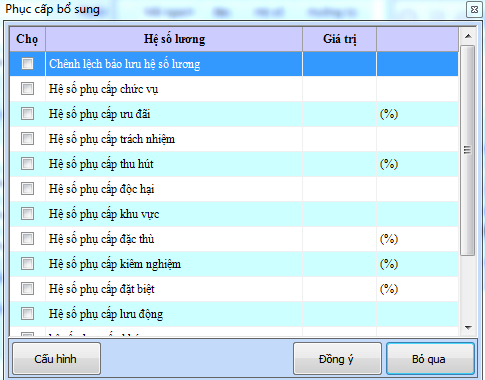 Phục cấp bổ sung
Chọ Hệ số lương Giá trị
Chênh lệch bảo lưu hệ số lương
Hệ số phụ cấp chức vụ
Hệ số phụ cấp ưu đãi (%)
Hệ số phụ cấp trách nhiệm
Hệ số phụ cấp thu hút (%)
Hệ số phụ cấp độc hại
Hệ số phụ cấp khu vực
Hệ số phụ cấp đặc thù (%)
Hệ số phụ cấp kiêm nghiệm (%)
Hệ số phụ cấp đặt biệt (%)
Hệ số phụ cấp lưu động
Cấu hình Đồng ý Bỏ qua